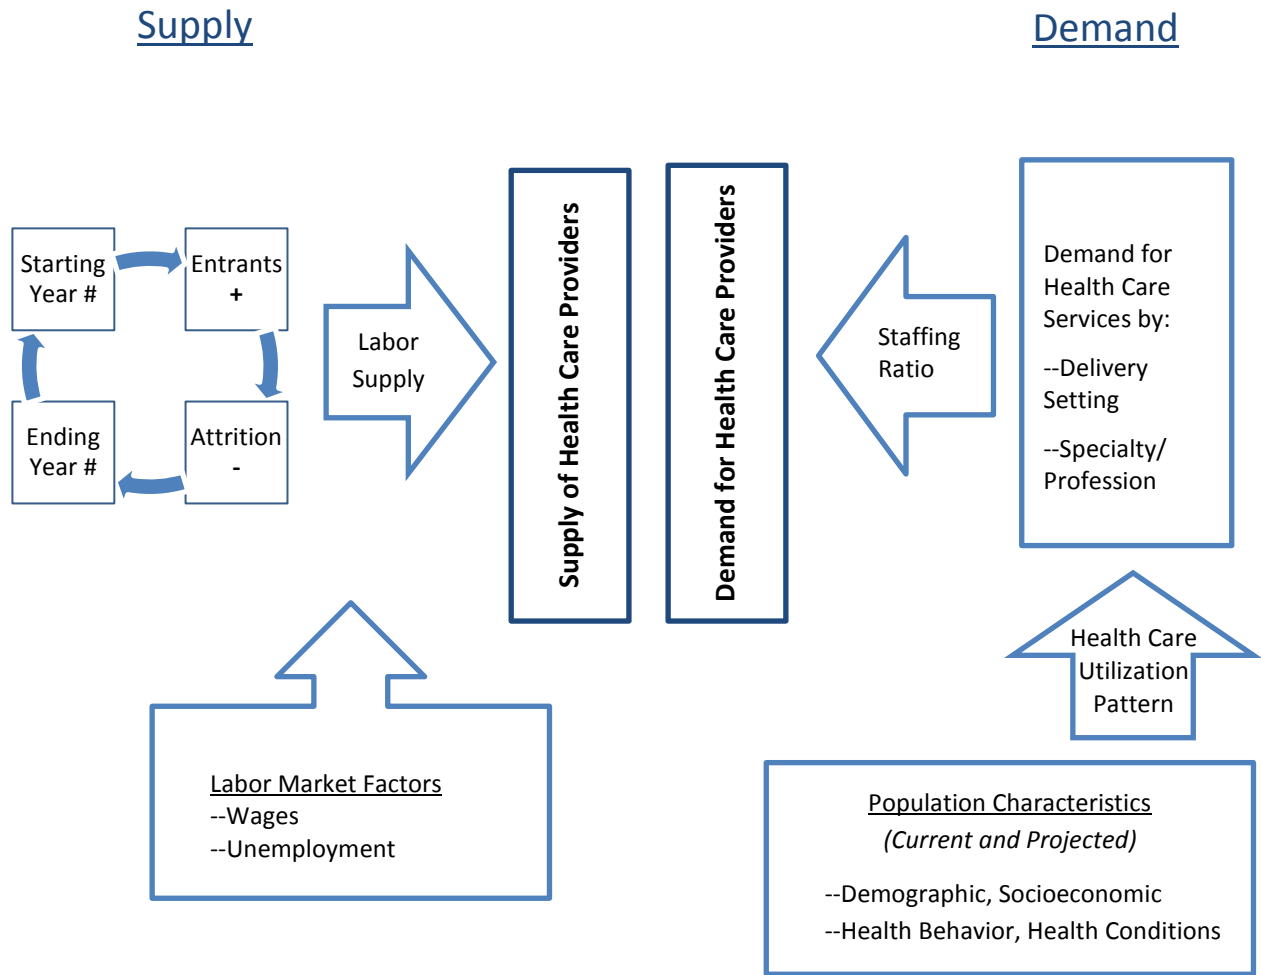 Supply
Demand
Starting
Year #
Entrants
+
Ending
Year #
Attrition
-
Labor
Supply
Supply of Health Care Providers
Demand for Health Care Providers
Staffing
Ratio
Demand for
Health Care
Services by:
--Delivery
Setting
--Specialty/
Profession
Labor Market Factors
--Wages
--Unemployment
Health Care
Utilization
Pattern
Population Characteristics
(Current and Projected)
--Demographic, Socioeconomic
--Health Behavior, Health Conditions